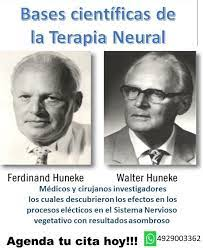 Bases científicas de
la Terapia Neural
Ferdinand Huneke
Walter Huneke
Médicos y cirujanos investigadores
los cuales descubrieron los efectos en los
procesos elécticos en el Sistema Nervioso
vegetativo con resultados asombroso
Agenda tu cita hoy!!! 4929003362